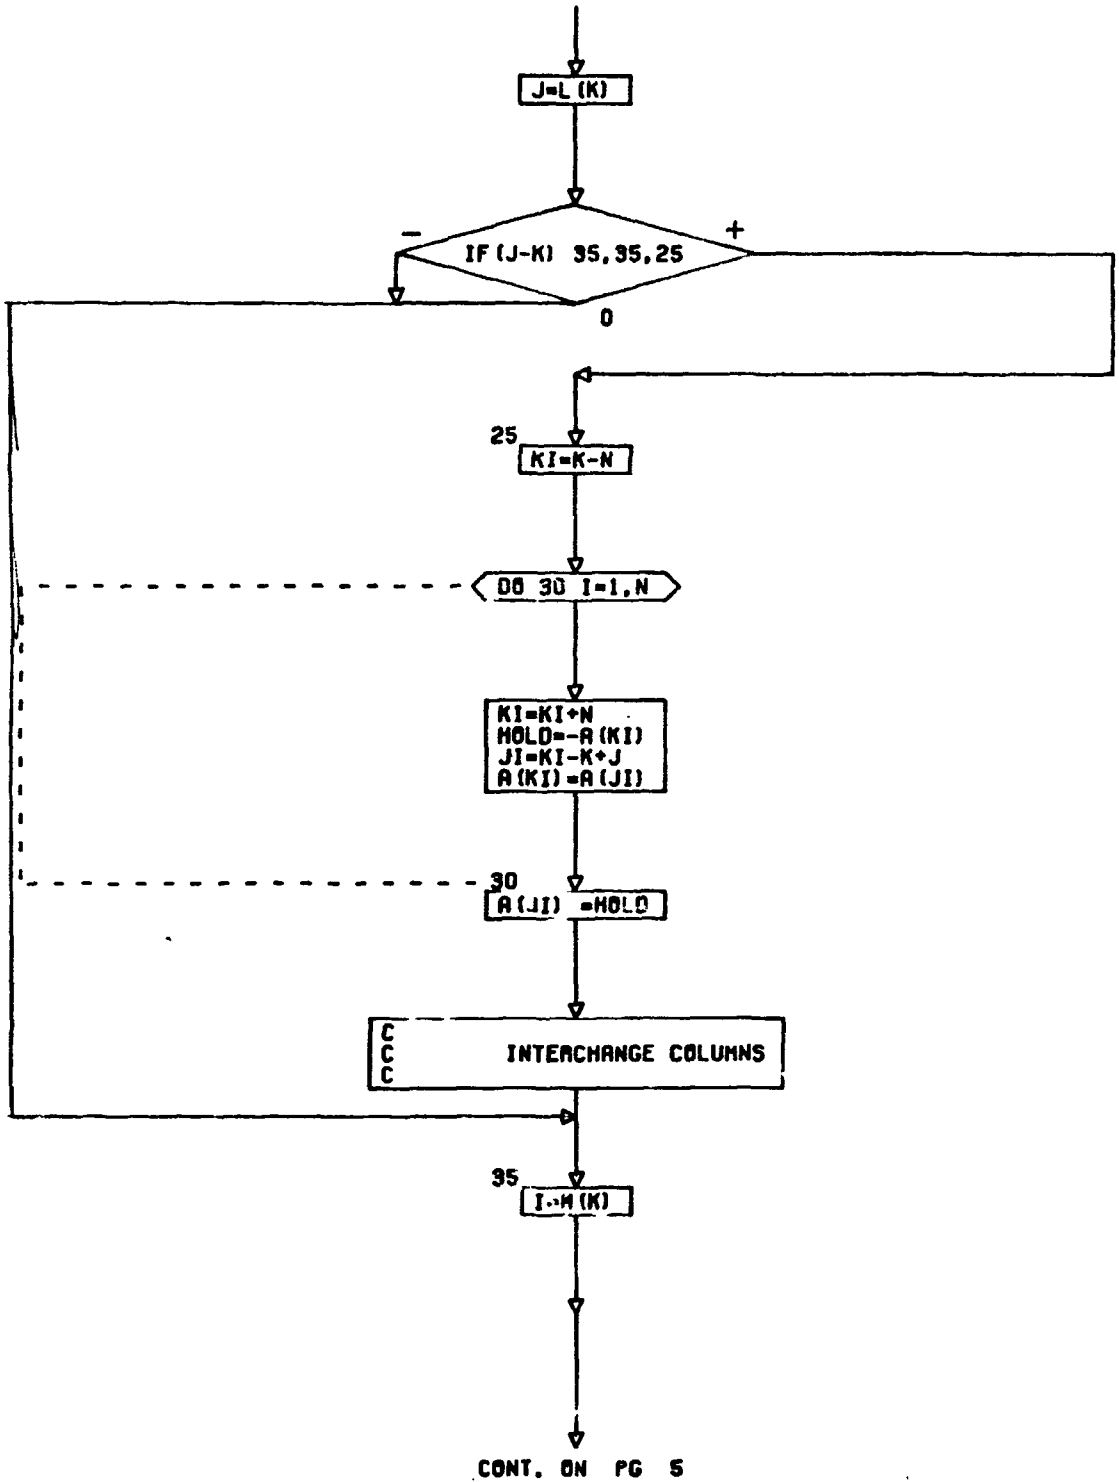 J=L(K)
-
+
IF(J-K) 35,35,25
0
25
KI=K-N
DO 30 I=1,N
KI=KI+N
HOLD=-A(KI)
JI=KI-K+J
A(KI)=A(JI)
30
A(JI) =HOLD
C
C INTERCHANGE COLUMNS
C
35
I=M(K)
CONT. ON PG 5